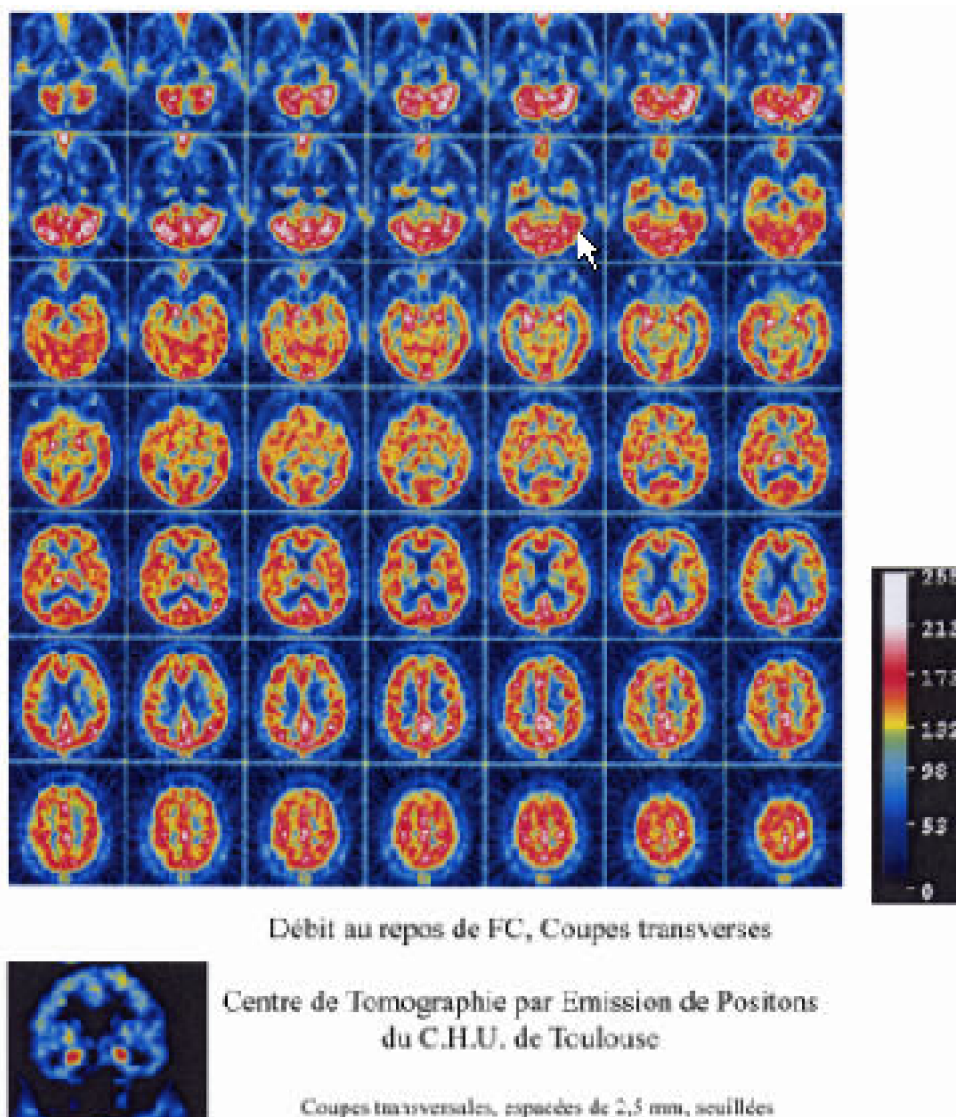 255
213
173
132
98
53
0
Débit au repos de FC, Coupes transverses
Centre de Tomographie par Emission de Positons
du C.H.U. de Toulouse
Coupes transversales, espacées de 2,5 mm, seuillées